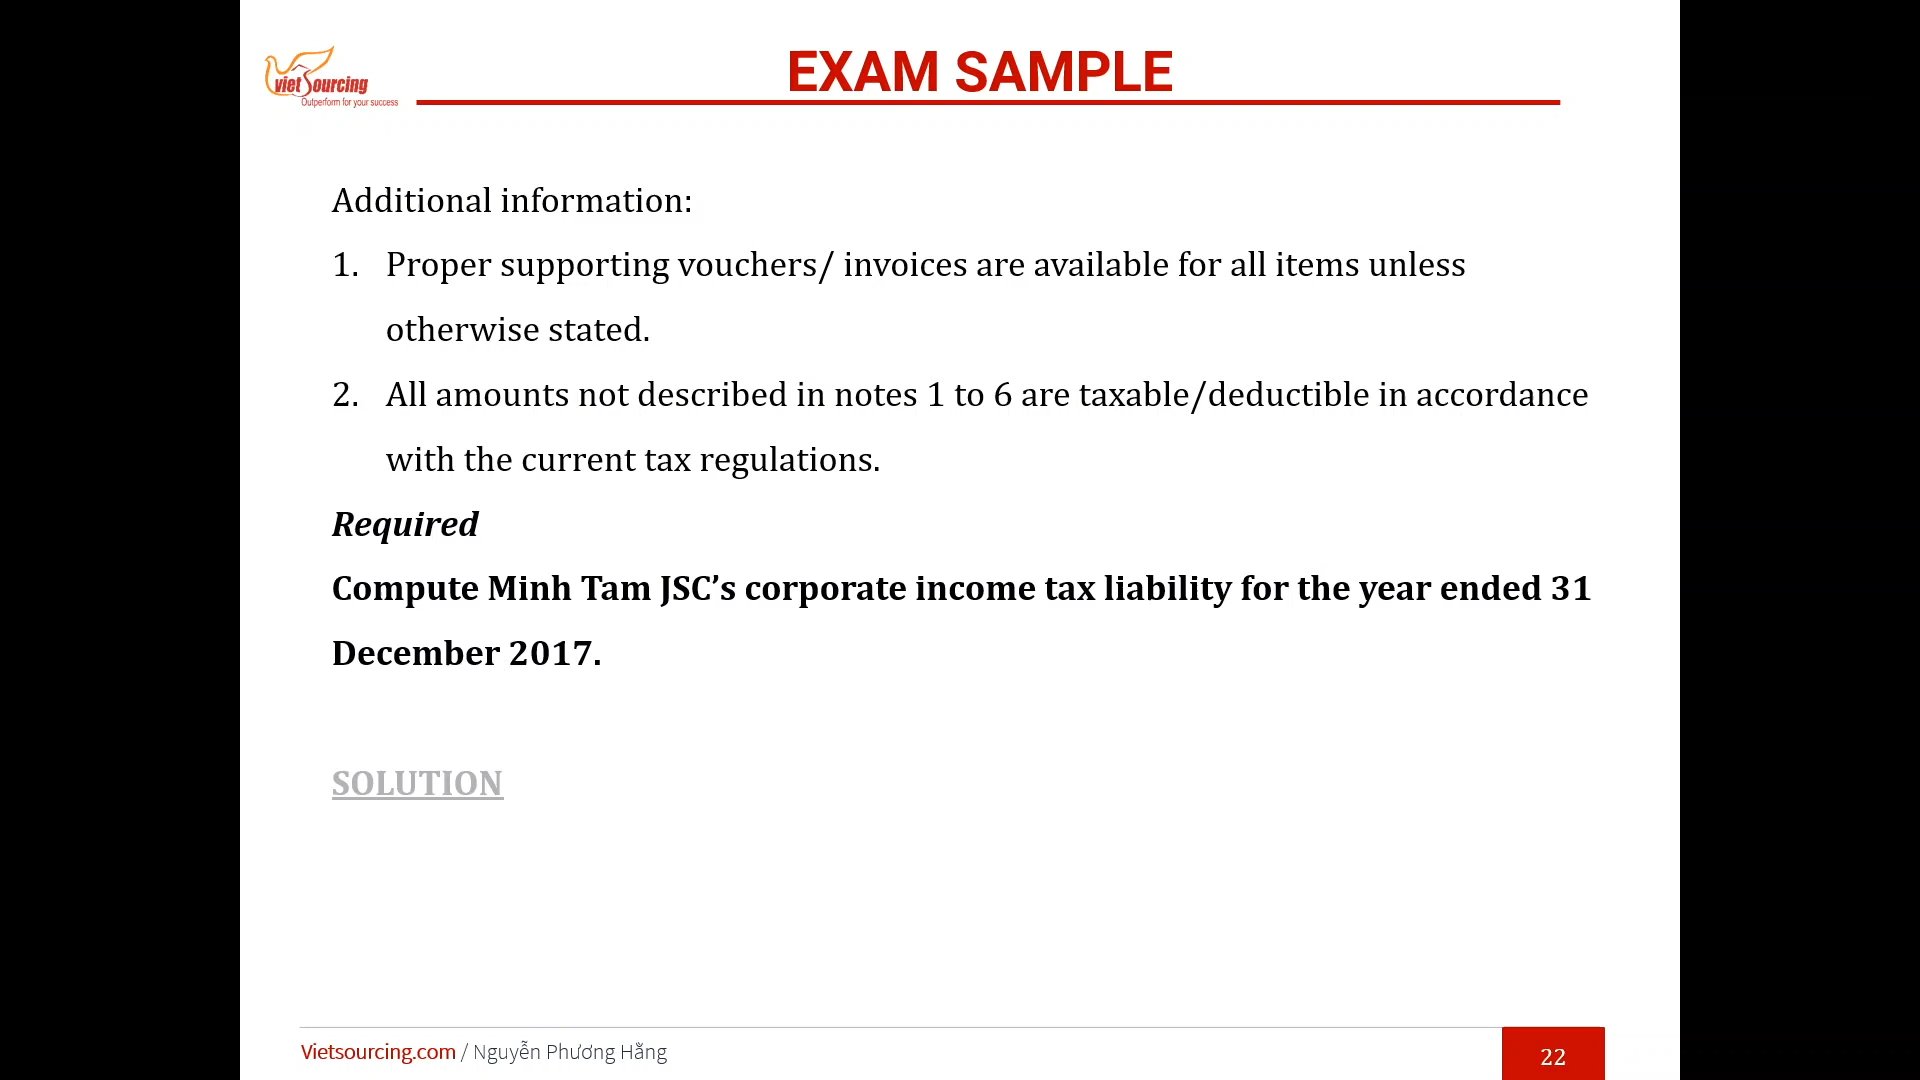 viet Sourcing
Outperform for your success
EXAM SAMPLE
Additional information:
1. Proper supporting vouchers/ invoices are available for all items unless
otherwise stated.
2. All amounts not described in notes 1 to 6 are taxable/deductible in accordance
with the current tax regulations.
Required
Compute Minh Tam JSC’s corporate income tax liability for the year ended 31
December 2017.
SOLUTION
Vietsourcing.com / Nguyễn Phương Hằng
22